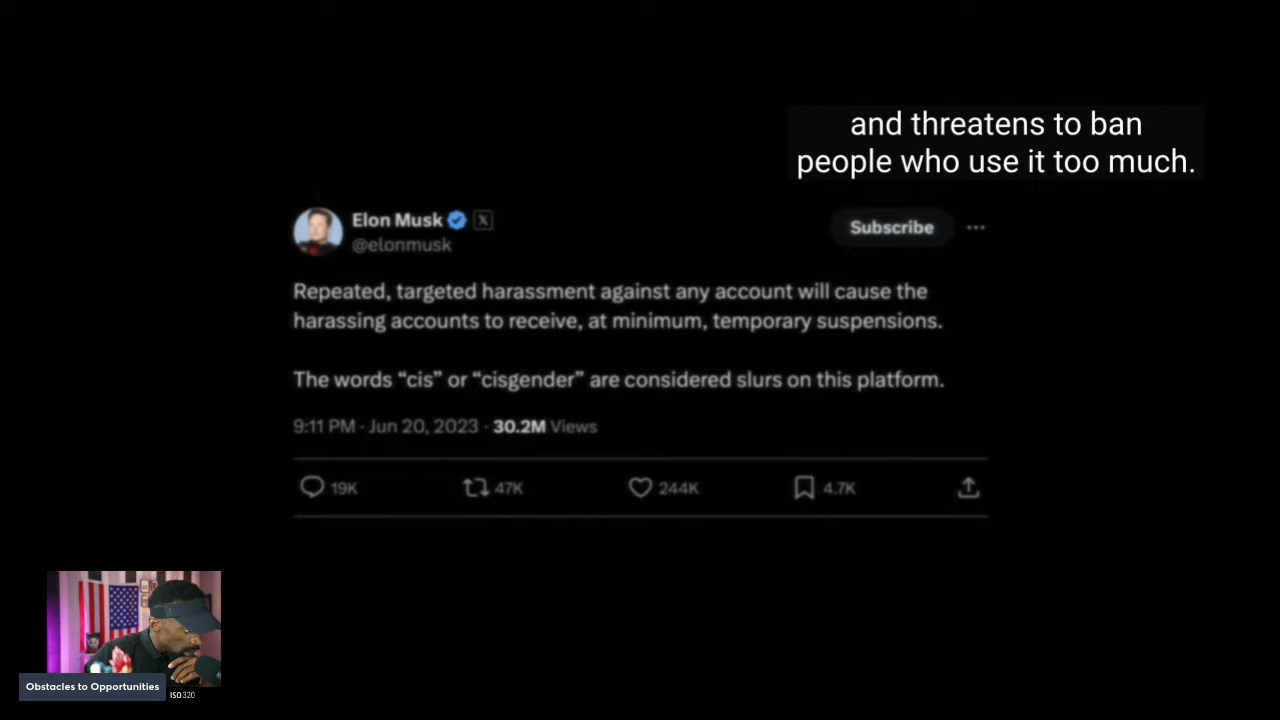 and threatens to ban
people who use it too much.
Elon Musk
@elonmusk
Subscribe
Repeated, targeted harassment against any account will cause the
harassing accounts to receive, at minimum, temporary suspensions.
The words “cis” or “cisgender” are considered slurs on this platform.
9:11 PM · Jun 20, 2023 · 30.2M Views
19K 47K 244K 4.7K
Obstacles to Opportunities
ISO 320